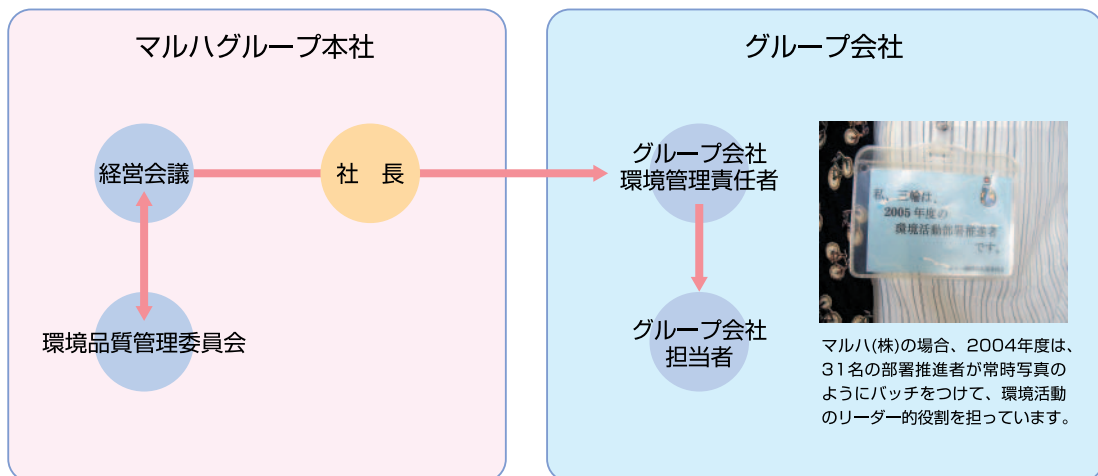 マルハグループ本社
経営会議
社　長
環境品質管理委員会
グループ会社
グループ会社
環境管理責任者
グループ会社
担当者
私、三輪は、
2005年度の
環境活動部署推進者
です。
マルハ(株)の場合、2004年度は、
31名の部署推進者が常時写真の
ようにバッチをつけて、環境活動
のリーダー的役割を担っています。